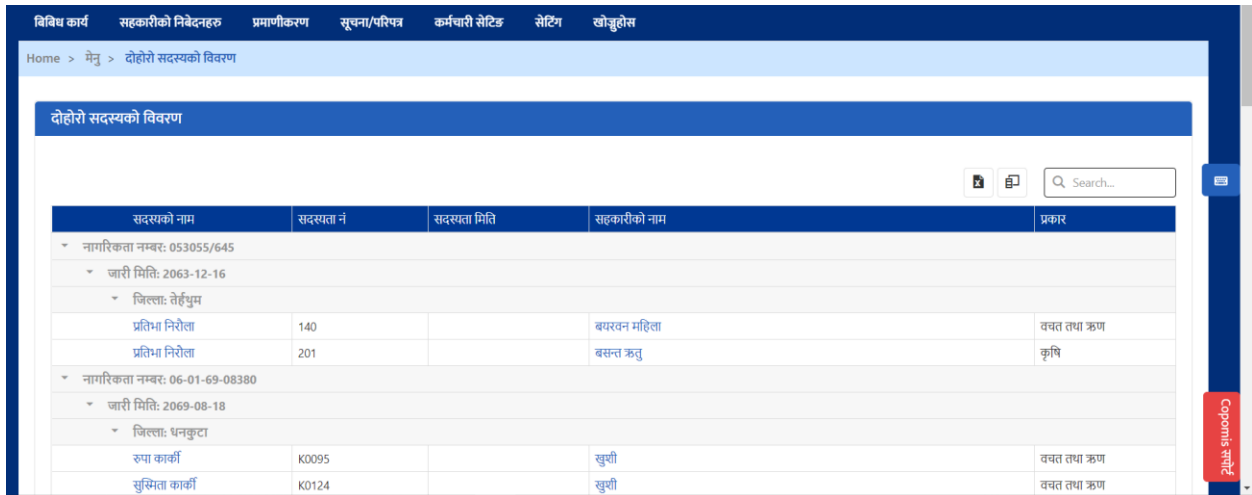 बिबिध कार्य सहकारीको निबेदनहरु प्रमाणीकरण सूचना/परिपत्र कर्मचारी सेटिङ सेटिंग खोज्नुहोस
Home > मेनु > दोहोरो सदस्यको विवरण
दोहोरो सदस्यको विवरण
Search...
सदस्यको नाम सदस्यता नं सदस्यता मिति सहकारीको नाम प्रकार
नागरिकता नम्बर: 053055/645
जारी मिति: 2063-12-16
जिल्ला: तेर्हथुम
प्रतिभा निरौला 140 बयरवन महिला वचत तथा ऋण
प्रतिभा निरौला 201 बसन्त ऋतु कृषि
नागरिकता नम्बर: 06-01-69-08380
जारी मिति: 2069-08-18
जिल्ला: धनकुटा
रुपा कार्की K0095 खुशी वचत तथा ऋण
सुस्मिता कार्की K0124 खुशी वचत तथा ऋण
Copomis सपोर्ट